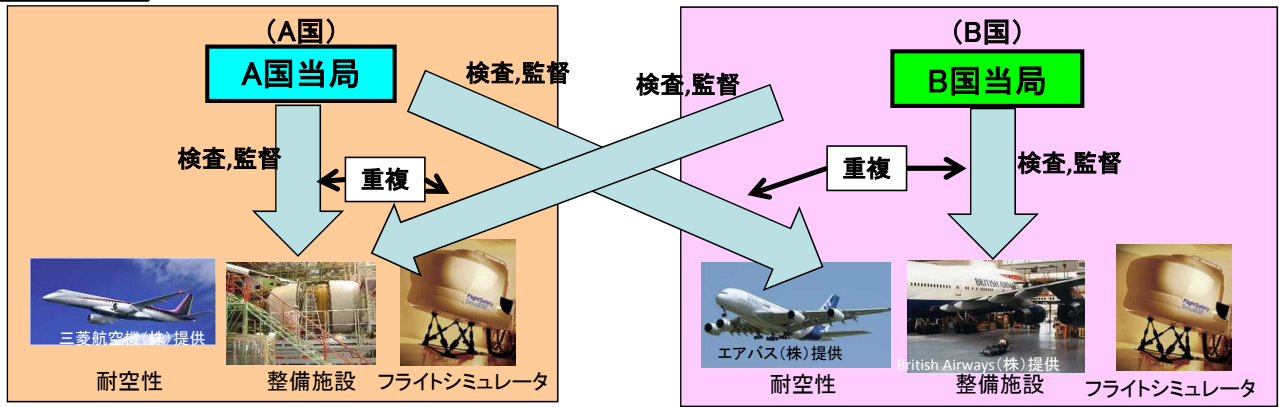 (A国)
A国当局
検査,監督
検査,監督
重複
三菱航空機(株)提供
FlightSafety
耐空性
整備施設
フライトシミュレータ
(B国)
B国当局
検査,監督
検査,監督
重複
エアバス(株)提供
BRITISH AIRWAYS
British Airways(株)提供
FlightSafety
耐空性
整備施設
フライトシミュレータ